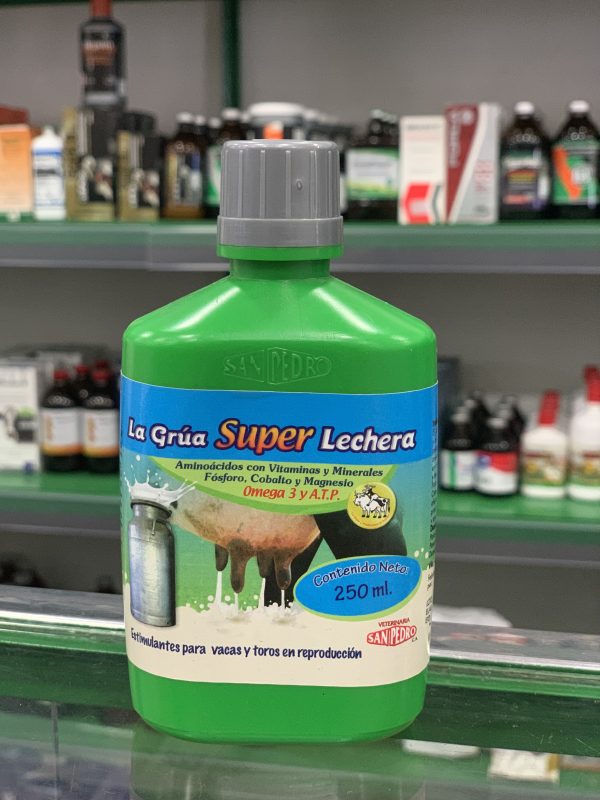 SAN PEDRO
La Grúa Super Lechera
Aminoácidos con Vitaminas y Minerales
Fósforo, Cobalto y Magnesio
Omega 3 y A.T.P.
Contenido Neto:
250 ml.
VETERINARIA
SAN PEDRO
C.A.
Estimulantes para vacas y toros en reproducción